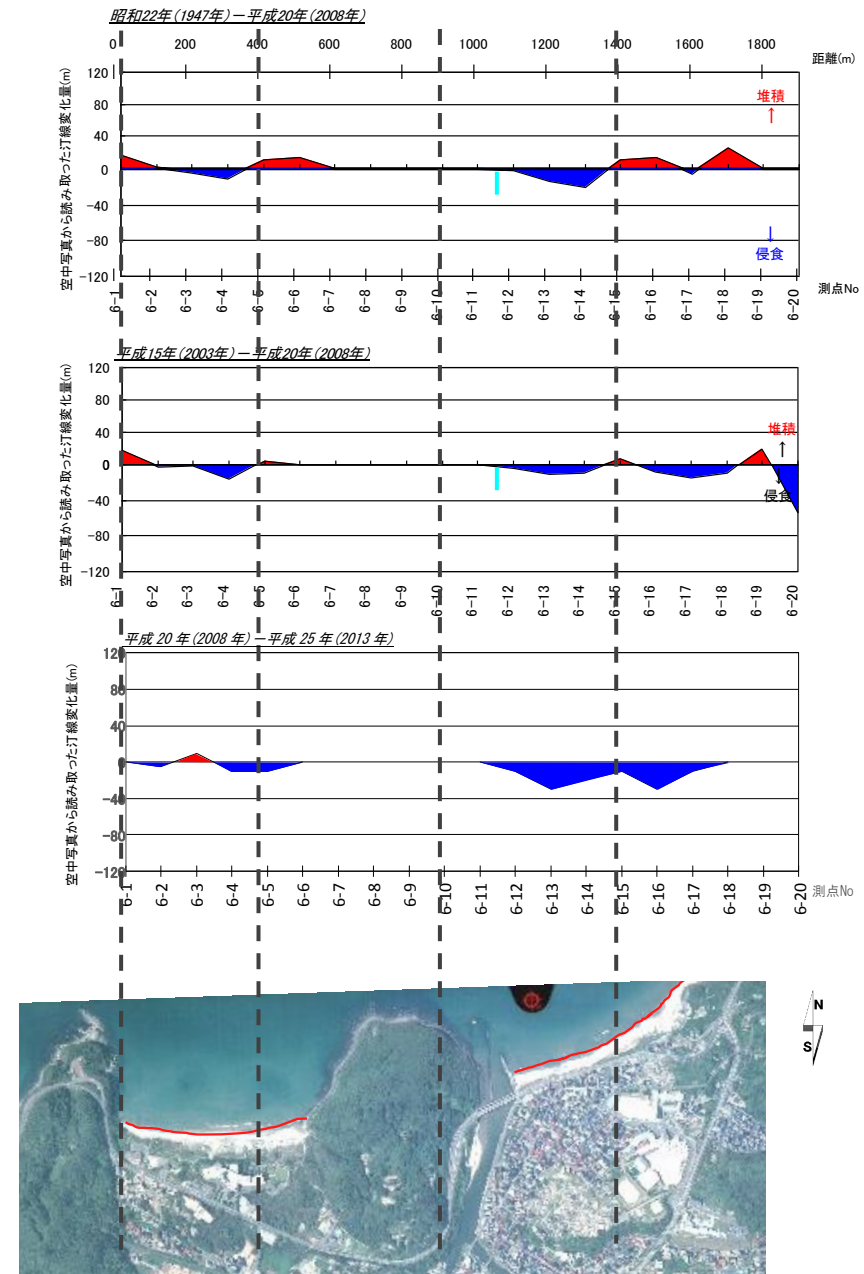 昭和22年(1947年)－平成20年(2008年)
0 200 400 600 800 1000 1200 1400 1600 1800
距離(m)
空中写真から読み取った汀線変化量(m)
120
80
40
0
-40
-80
-120
堆積
↑
↓
侵食
6-1 6-2 6-3 6-4 6-5 6-6 6-7 6-8 6-9 6-10 6-11 6-12 6-13 6-14 6-15 6-16 6-17 6-18 6-19 6-20
測点No
平成15年(2003年)－平成20年(2008年)
空中写真から読み取った汀線変化量(m)
120
80
40
0
-40
-80
-120
堆積
↑
↓
侵食
6-1 6-2 6-3 6-4 6-5 6-6 6-7 6-8 6-9 6-10 6-11 6-12 6-13 6-14 6-15 6-16 6-17 6-18 6-19 6-20
平成 20 年(2008 年)－平成 25 年(2013 年)
空中写真から読み取った汀線変化量(m)
120
80
40
0
-40
-80
-120
6-1 6-2 6-3 6-4 6-5 6-6 6-7 6-8 6-9 6-10 6-11 6-12 6-13 6-14 6-15 6-16 6-17 6-18 6-19 6-20
測点No
N
S